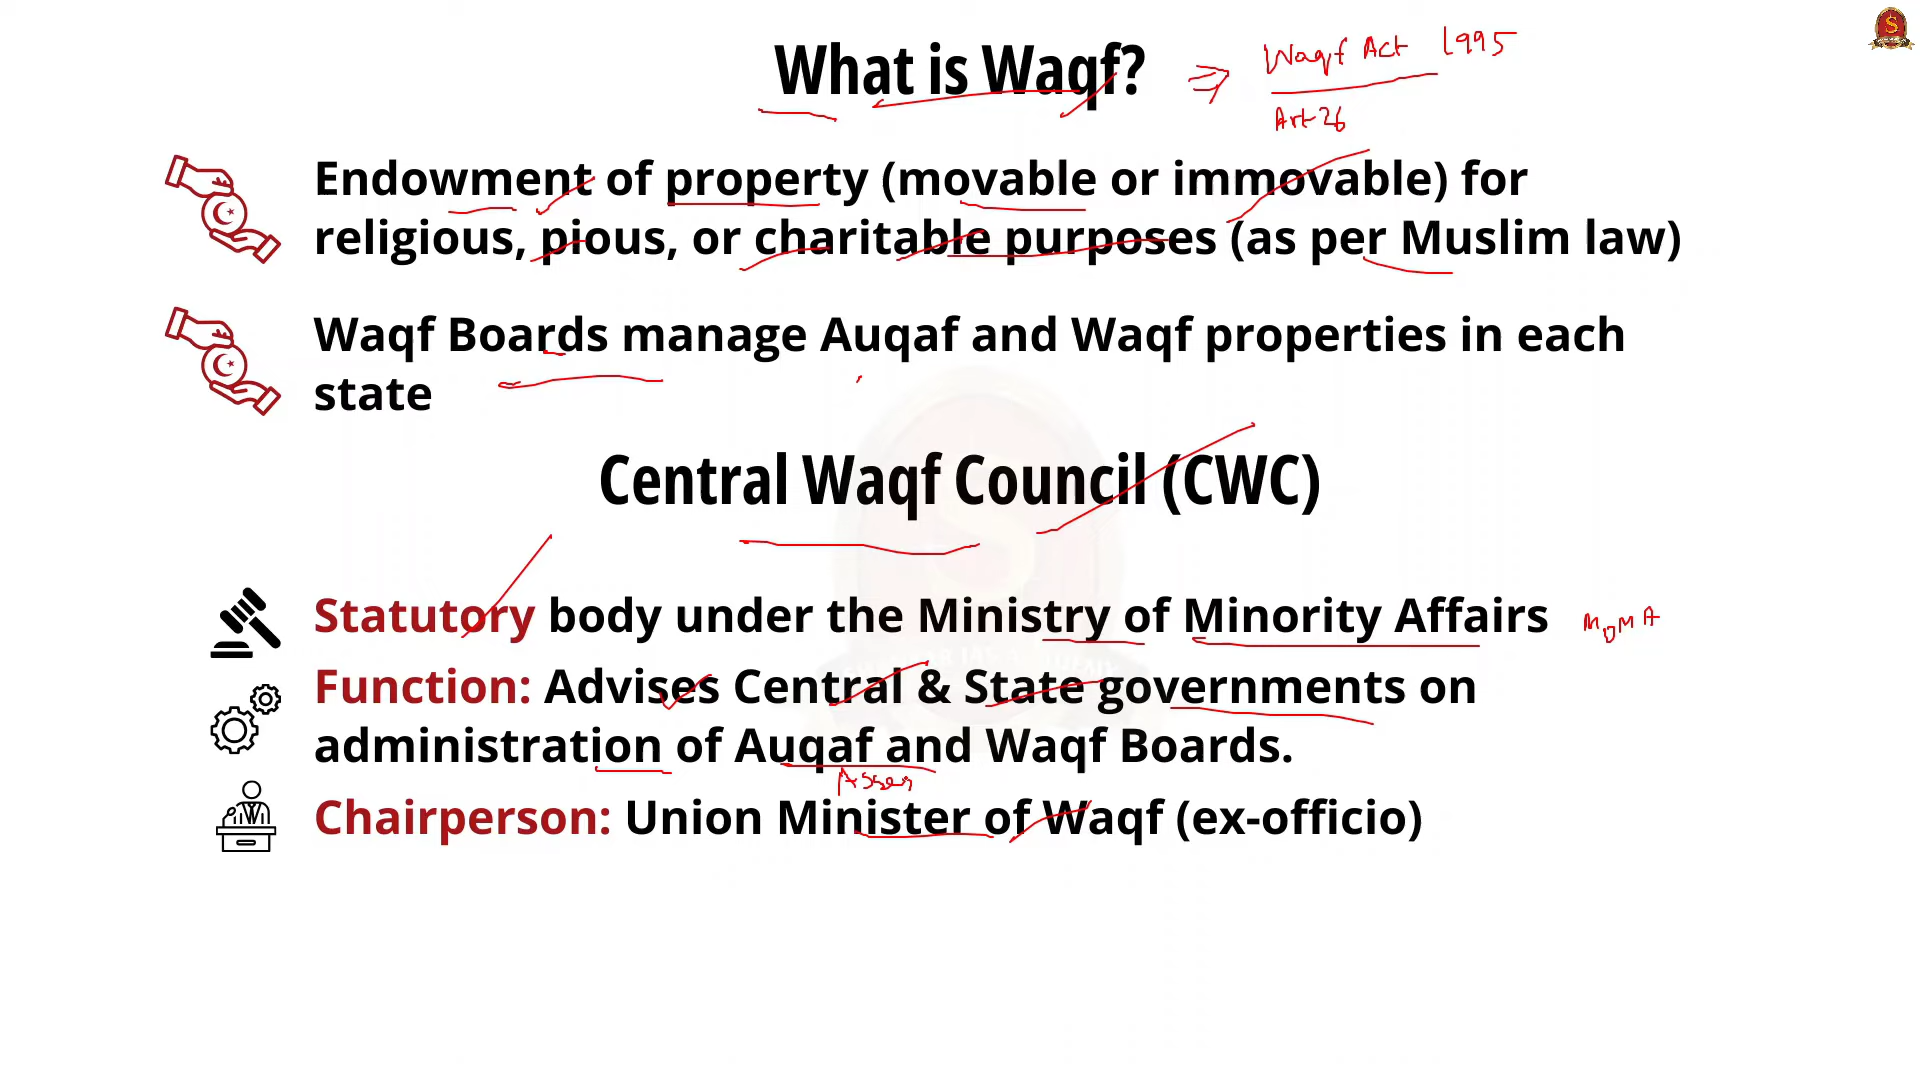 What is Waqf?
⇒ Waqf Act 1995
Art 26
Endowment of property (movable or immovable) for
religious, pious, or charitable purposes (as per Muslim law)
Waqf Boards manage Auqaf and Waqf properties in each
state
Central Waqf Council (CWC)
Statutory body under the Ministry of Minority Affairs
MoMA
Function: Advises Central & State governments on
administration of Auqaf and Waqf Boards.
Chairperson: Union Minister of Waqf (ex-officio)